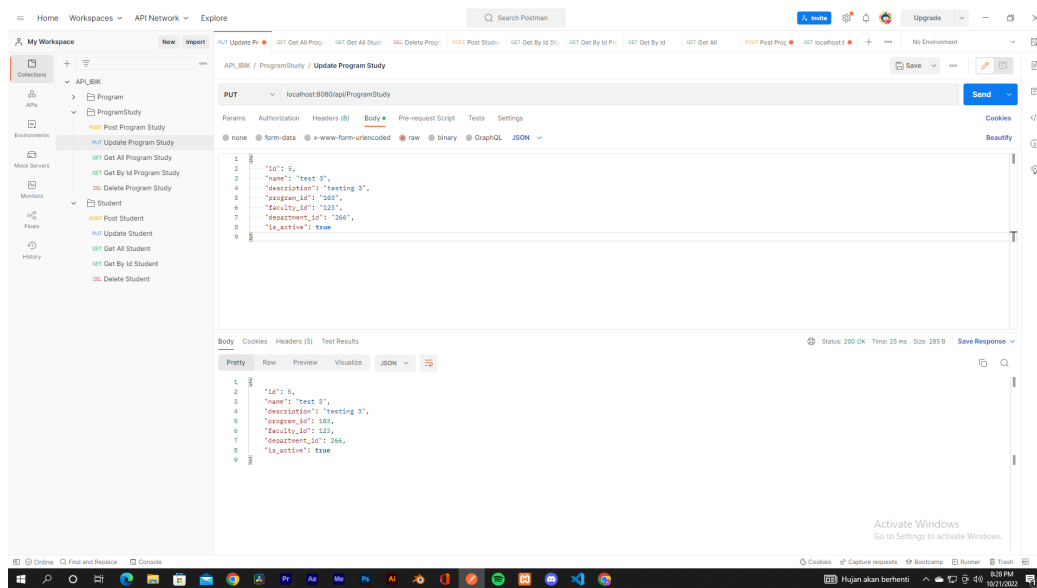 Home Workspaces API Network Explore
Search Postman
Invite
Upgrade
My Workspace New Import
PUT Update Pr GET Get All Progr GET Get All Stude DEL Delete Progr POST Post Studen GET Get By Id Stu GET Get By Id Pro GET Get By Id GET Get All POST Post Prog GET localhost:8 No Environment
Collections
APIs
Environments
Mock Servers
Monitors
Flows
History
API_IBIK
Program
ProgramStudy
POST Post Program Study
PUT Update Program Study
GET Get All Program Study
GET Get By Id Program Study
DEL Delete Program Study
Student
POST Post Student
PUT Update Student
GET Get All Student
GET Get By Id Student
DEL Delete Student
API_IBIK / ProgramStudy / Update Program Study
Save
PUT localhost:8080/api/ProgramStudy Send
Params Authorization Headers (8) Body Pre-request Script Tests Settings Cookies
none form-data x-www-form-urlencoded raw binary GraphQL JSON Beautify
1 {
2 "id": 5,
3 "name": "test 3",
4 "description": "testing 3",
5 "program_id": "103",
6 "faculty_id": "123",
7 "department_id": "266",
8 "is_active": true
9 }
Body Cookies Headers (5) Test Results Status: 200 OK Time: 25 ms Size: 285 B Save Response
Pretty Raw Preview Visualize JSON
1 {
2 "id": 5,
3 "name": "test 3",
4 "description": "testing 3",
5 "program_id": 103,
6 "faculty_id": 123,
7 "department_id": 266,
8 "is_active": true
9 }
Activate Windows
Go to Settings to activate Windows.
Online Find and Replace Console Cookies Capture requests Bootcamp Runner Trash
Pr Ae Me Ps Ai
Hujan akan berhenti
8:28 PM
10/21/2022